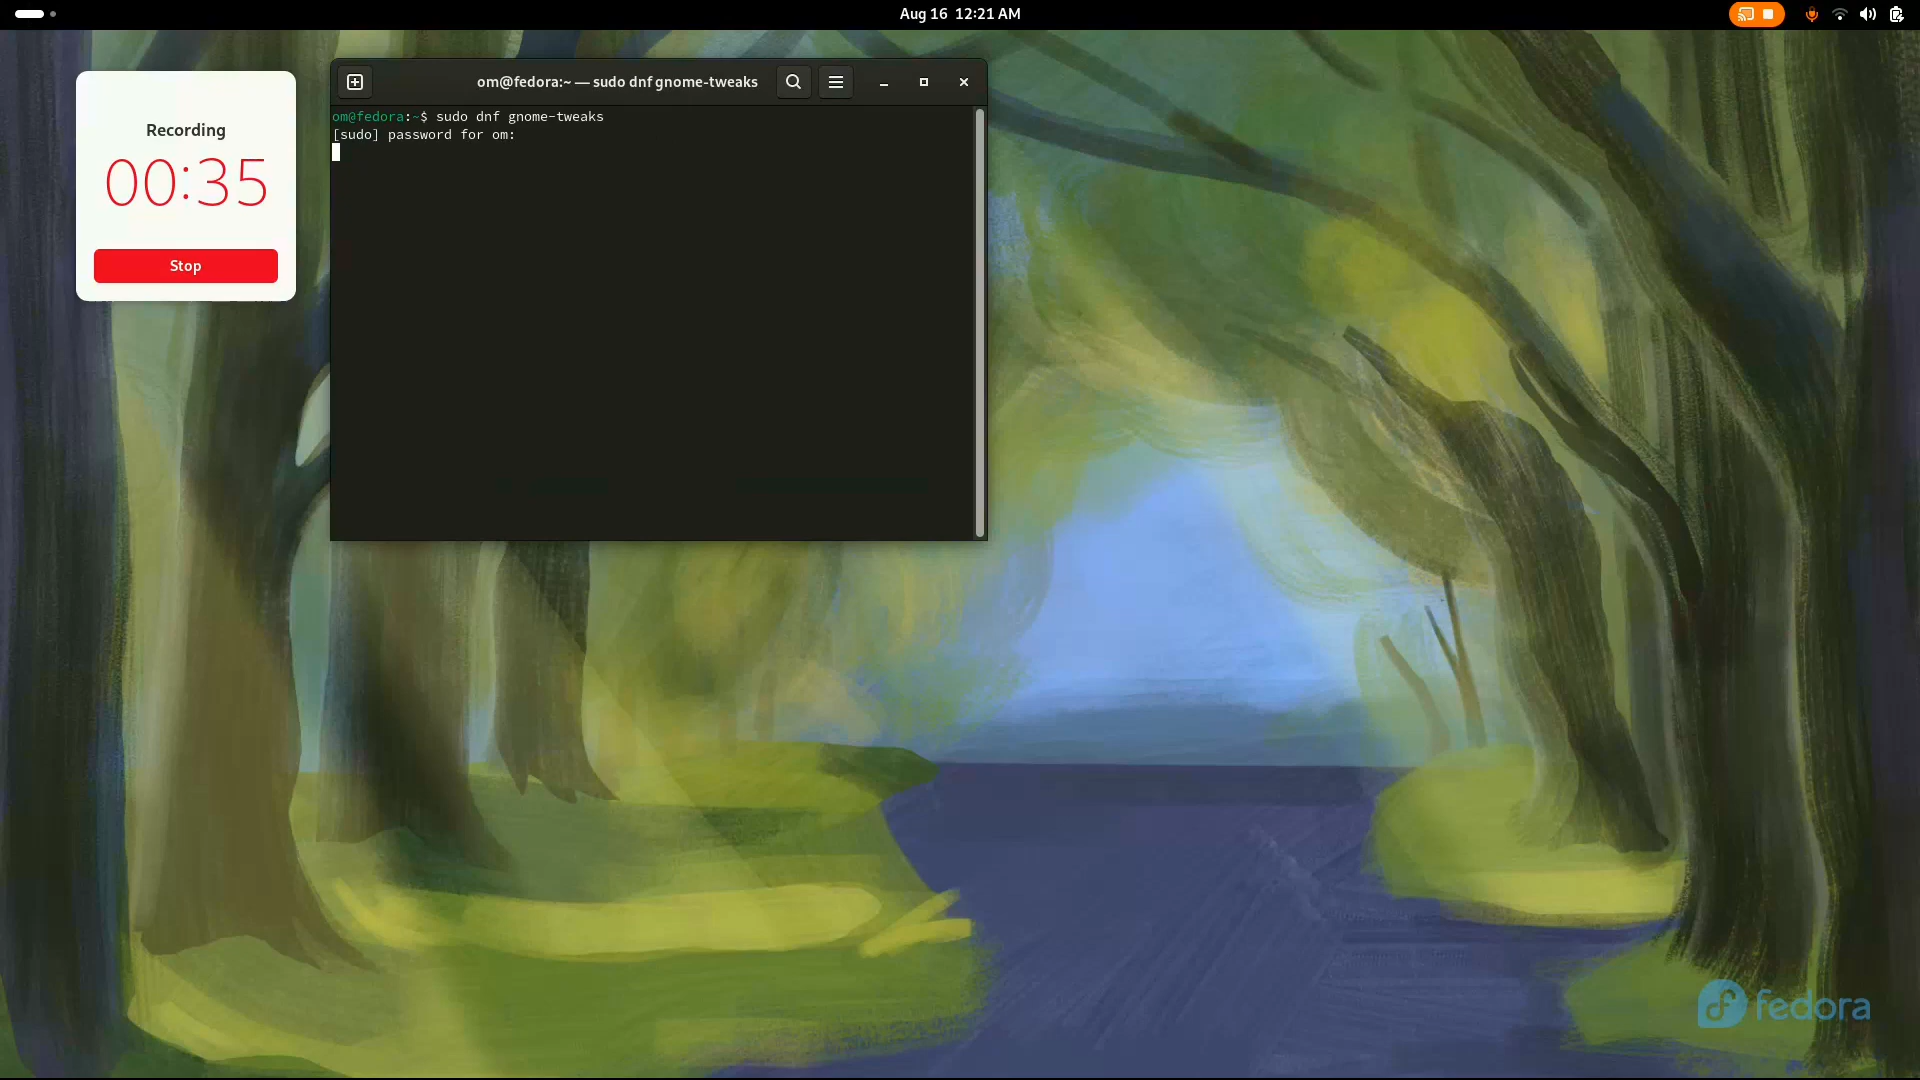 Aug 16 12:21 AM
om@fedora:~ — sudo dnf gnome-tweaks
Recording
00:35
Stop
om@fedora:~$ sudo dnf gnome-tweaks
[sudo] password for om:
fedora